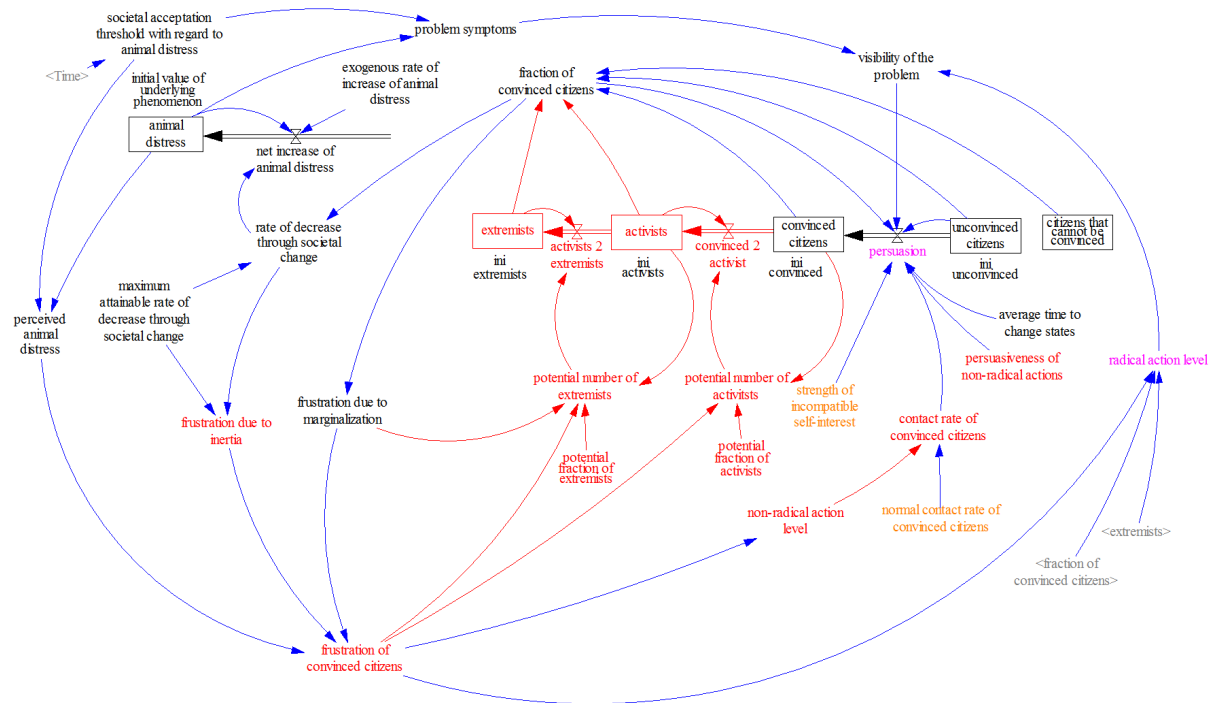 societal acceptation
threshold with regard to
animal distress
problem symptoms
<Time>
initial value of
underlying
phenomenon
exogenous rate of
increase of animal
distress
fraction of
convinced citizens
visibility of the
problem
animal
distress
net increase of
animal distress
extremists
activists 2
extremists
ini
extremists
activists
convinced 2
activist
ini
activists
convinced
citizens
ini
convinced
persuasion
unconvinced
citizens
ini
unconvinced
citizens that
cannot be
convinced
rate of decrease
through societal
change
maximum
attainable rate of
decrease through
societal change
perceived
animal
distress
average time to
change states
persuasiveness of
non-radical actions
radical action level
potential number of
extremists
potential number of
activitsts
strength of
incompatible
self-interest
frustration due to
inertia
frustration due to
marginalization
contact rate of
convinced citizens
potential
fraction of
extremists
potential
fraction of
activists
non-radical action
level
normal contact rate of
convinced citizens
<extremists>
<fraction of
convinced citizens>
frustration of
convinced citizens